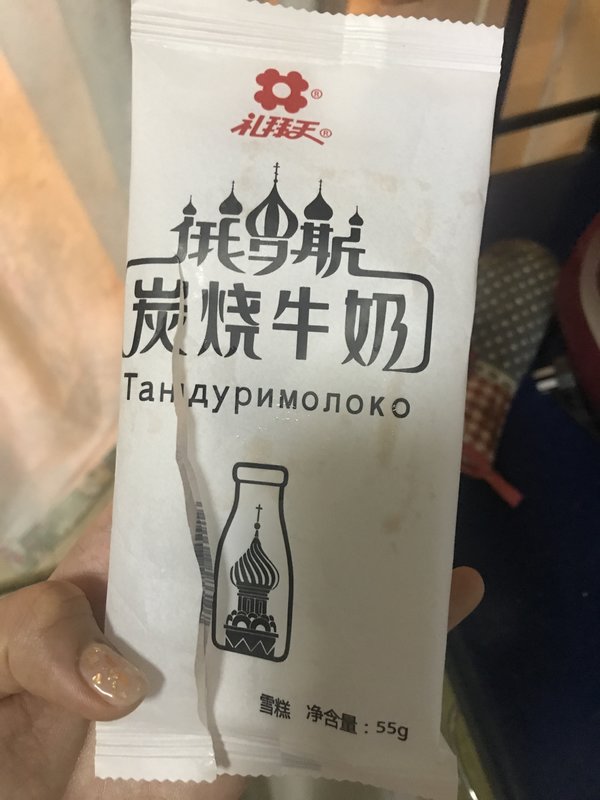 ®
礼拜天®
俄罗斯
炭烧牛奶
Тандуримолоко
雪糕 净含量：55g